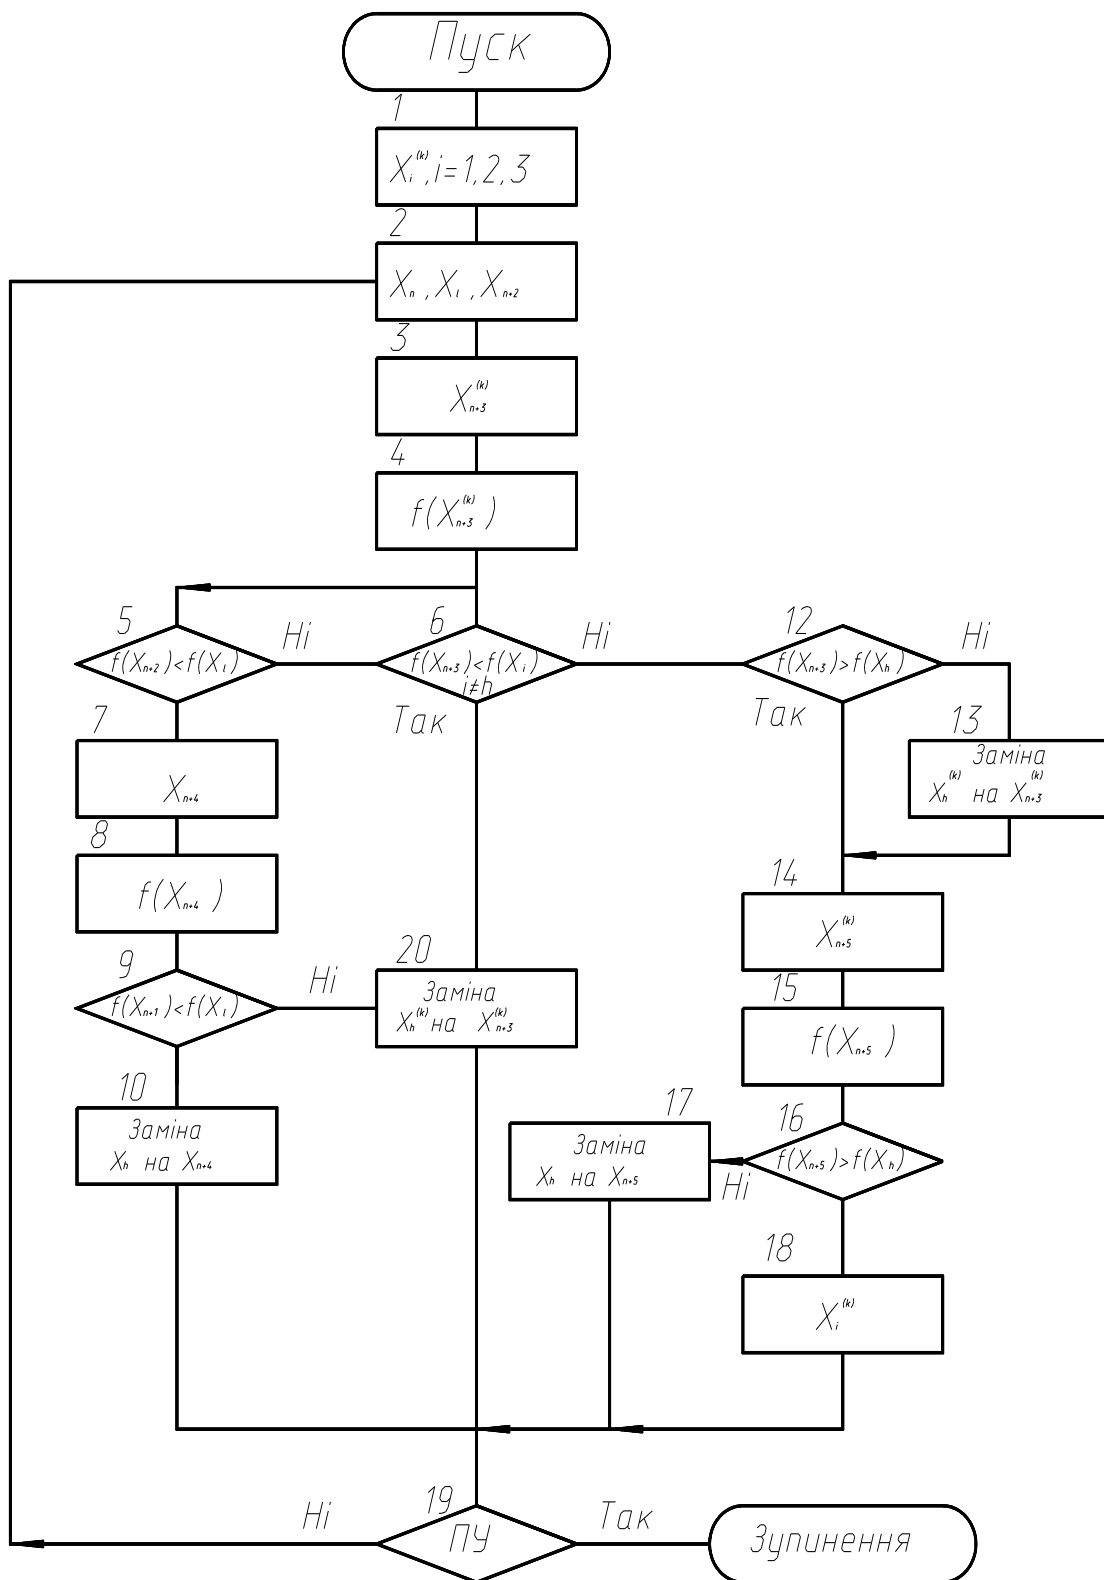 Пуск
1
X_i^(k), i=1,2,3
2
X_n, X_l, X_n+2
3
X_n+3^(k)
4
f(X_n+3^(k))
5
f(X_n+2)<f(X_l)
Ні
6
f(X_n+3)<f(X_i)
i≠h
Ні
Так
12
f(X_n+3)>f(X_h)
Ні
Так
7
X_n+4
13
Заміна
X_h^(k) на X_n+3^(k)
8
f(X_n+4)
14
X_n+5^(k)
9
f(X_n+1)<f(X_l)
Ні
20
Заміна
X_h^(k) на X_n+3^(k)
15
f(X_n+5)
10
Заміна
X_h на X_n+4
17
Заміна
X_h на X_n+5
16
f(X_n+5)>f(X_h)
Ні
18
X_i^(k)
19
ПУ
Ні
Так
Зупинення